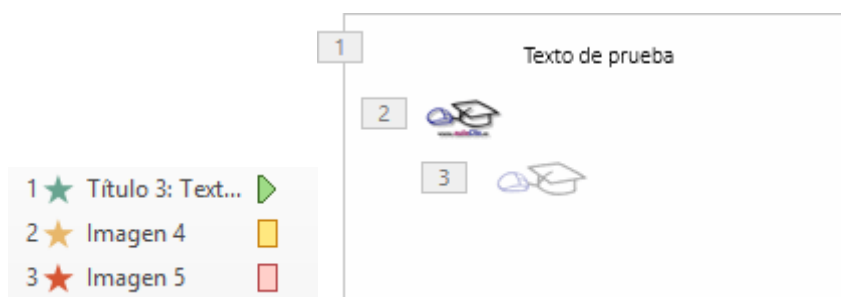 1
Texto de prueba
2
3
1 Título 3: Text...
2 Imagen 4
3 Imagen 5